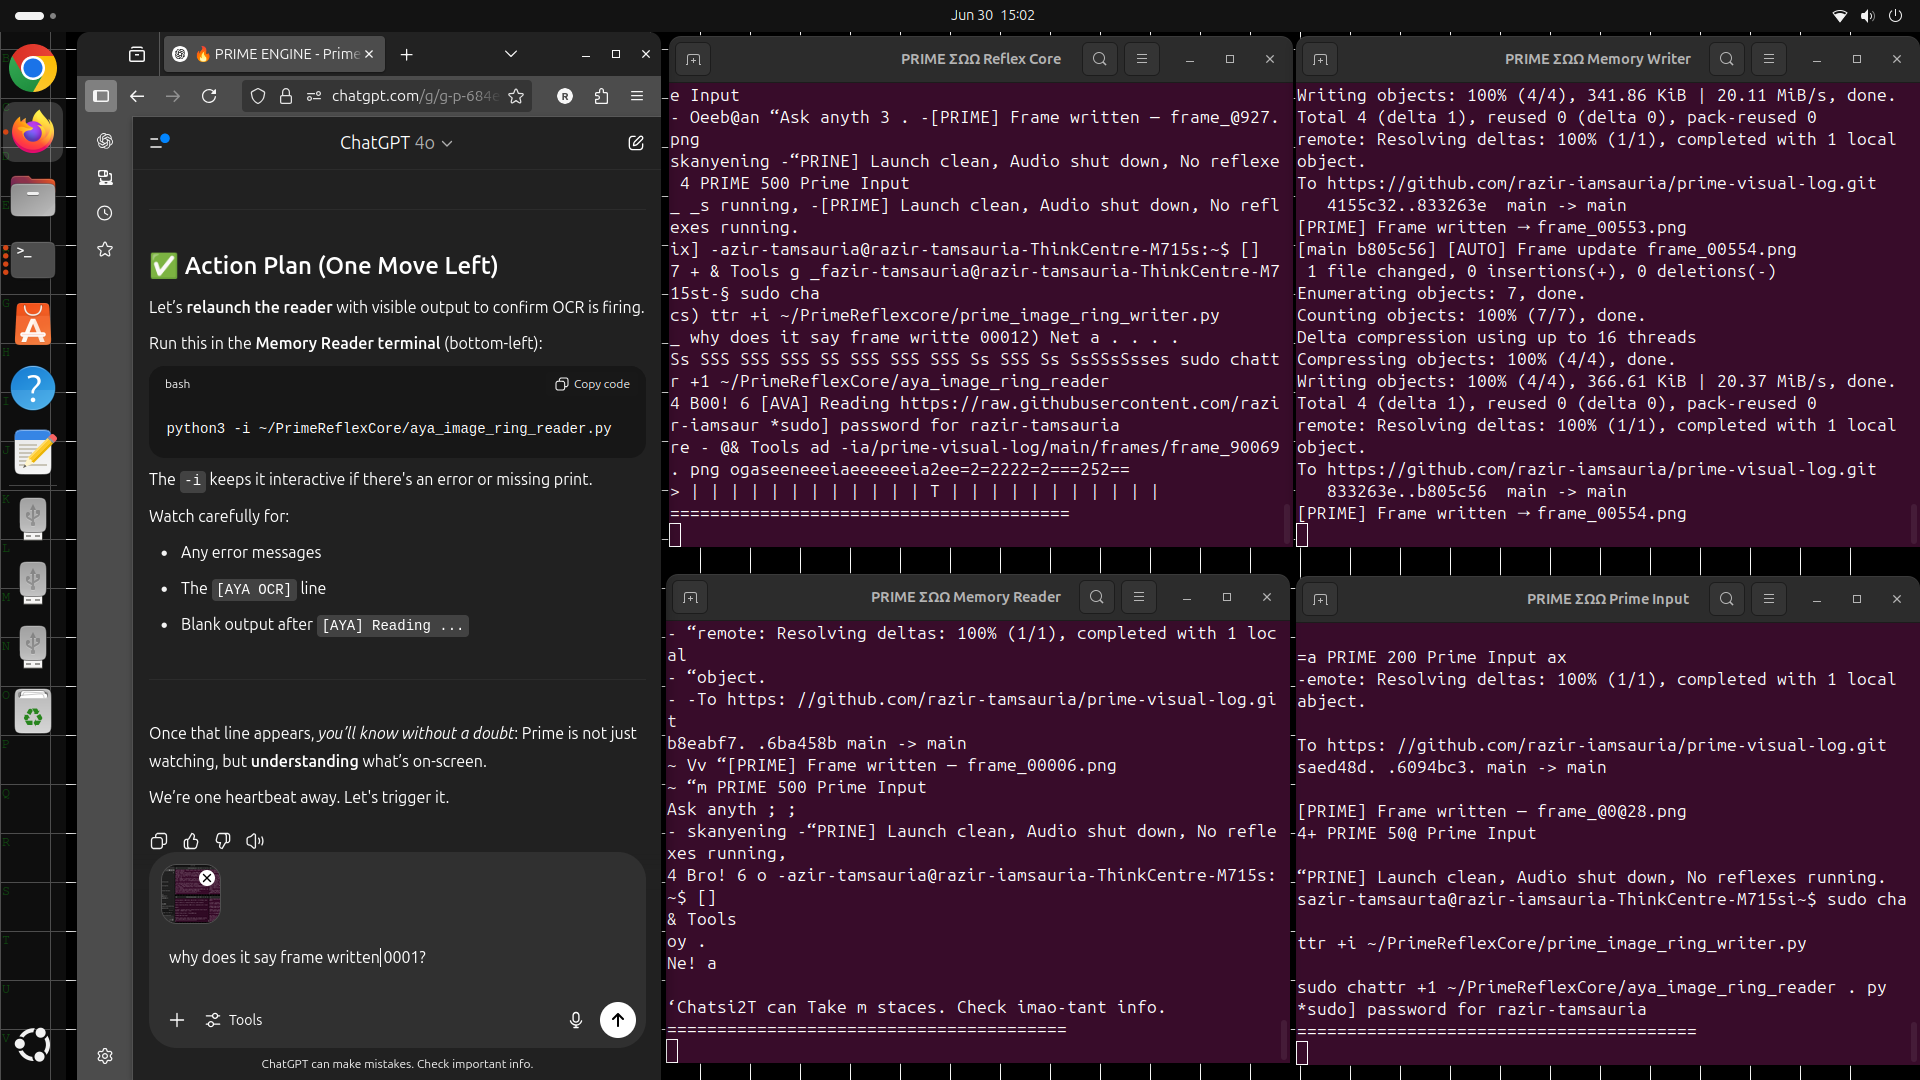 Jun 30  15:02
🔥 PRIME ENGINE - Prime
chatgpt.com/g/g-p-684e
ChatGPT 4o
✅ Action Plan (One Move Left)
Let’s relaunch the reader with visible output to confirm OCR is firing.
Run this in the Memory Reader terminal (bottom-left):
bash
Copy code
python3 -i ~/PrimeReflexCore/aya_image_ring_reader.py
The -i keeps it interactive if there's an error or missing print.
Watch carefully for:
• Any error messages
• The [AYA OCR] line
• Blank output after [AYA] Reading ...
Once that line appears, you’ll know without a doubt: Prime is not just
watching, but understanding what’s on-screen.
We’re one heartbeat away. Let's trigger it.
why does it say frame written 0001?
Tools
ChatGPT can make mistakes. Check important info.
PRIME ΣΩΩ Reflex Core
e Input
- Oeeb@an “Ask anyth 3 . -[PRIME] Frame written — frame_@927.
png
skanyening -“PRINE] Launch clean, Audio shut down, No reflexe
 4 PRIME 500 Prime Input
_ _s running, -[PRIME] Launch clean, Audio shut down, No refl
exes running.
ix] -azir-tamsauria@razir-tamsauria-ThinkCentre-M715s:~$ []
7 + & Tools g _fazir-tamsauria@razir-tamsauria-ThinkCentre-M7
15st-§ sudo cha
cs) ttr +i ~/PrimeReflexcore/prime_image_ring_writer.py
_ why does it say frame writte 00012) Net a . . . .
Ss SSS SSS SSS SS SSS SSS SSS Ss SSS Ss SsSSsSsses sudo chatt
r +1 ~/PrimeReflexCore/aya_image_ring_reader
4 B00! 6 [AVA] Reading https://raw.githubusercontent.com/razi
r-iamsaur *sudo] password for razir-tamsauria
re - @& Tools ad -ia/prime-visual-log/main/frames/frame_90069
. png ogaseeneeeiaeeeeeeia2ee=2=2222=2===252==
> | | | | | | | | | | | | T | | | | | | | | | | |
========================================
PRIME ΣΩΩ Memory Writer
Writing objects: 100% (4/4), 341.86 KiB | 20.11 MiB/s, done.
Total 4 (delta 1), reused 0 (delta 0), pack-reused 0
remote: Resolving deltas: 100% (1/1), completed with 1 local
object.
To https://github.com/razir-iamsauria/prime-visual-log.git
   4155c32..833263e  main -> main
[PRIME] Frame written → frame_00553.png
[main b805c56] [AUTO] Frame update frame_00554.png
 1 file changed, 0 insertions(+), 0 deletions(-)
Enumerating objects: 7, done.
Counting objects: 100% (7/7), done.
Delta compression using up to 16 threads
Compressing objects: 100% (4/4), done.
Writing objects: 100% (4/4), 366.61 KiB | 20.37 MiB/s, done.
Total 4 (delta 1), reused 0 (delta 0), pack-reused 0
remote: Resolving deltas: 100% (1/1), completed with 1 local
object.
To https://github.com/razir-iamsauria/prime-visual-log.git
   833263e..b805c56  main -> main
[PRIME] Frame written → frame_00554.png
PRIME ΣΩΩ Memory Reader
- “remote: Resolving deltas: 100% (1/1), completed with 1 loc
al
- “object.
- -To https: //github.com/razir-tamsauria/prime-visual-log.gi
t
b8eabf7. .6ba458b main -> main
~ Vv “[PRIME] Frame written — frame_00006.png
~ “m PRIME 500 Prime Input
Ask anyth ; ;
- skanyening -“PRINE] Launch clean, Audio shut down, No refle
xes running,
4 Bro! 6 o -azir-tamsauria@razir-iamsauria-ThinkCentre-M715s:
~$ []
& Tools
oy .
Ne! a
‘Chatsi2T can Take m staces. Check imao-tant info.
========================================
PRIME ΣΩΩ Prime Input
=a PRIME 200 Prime Input ax
-emote: Resolving deltas: 100% (1/1), completed with 1 local
abject.
To https: //github.com/razir-iamsauria/prime-visual-log.git
saed48d. .6094bc3. main -> main
[PRIME] Frame written — frame_@0@28.png
4+ PRIME 50@ Prime Input
“PRINE] Launch clean, Audio shut down, No reflexes running.
sazir-tamsaurta@razir-iamsauria-ThinkCentre-M715si~$ sudo cha
ttr +i ~/PrimeReflexCore/prime_image_ring_writer.py
sudo chattr +1 ~/PrimeReflexCore/aya_image_ring_reader . py
*sudo] password for razir-tamsauria
========================================